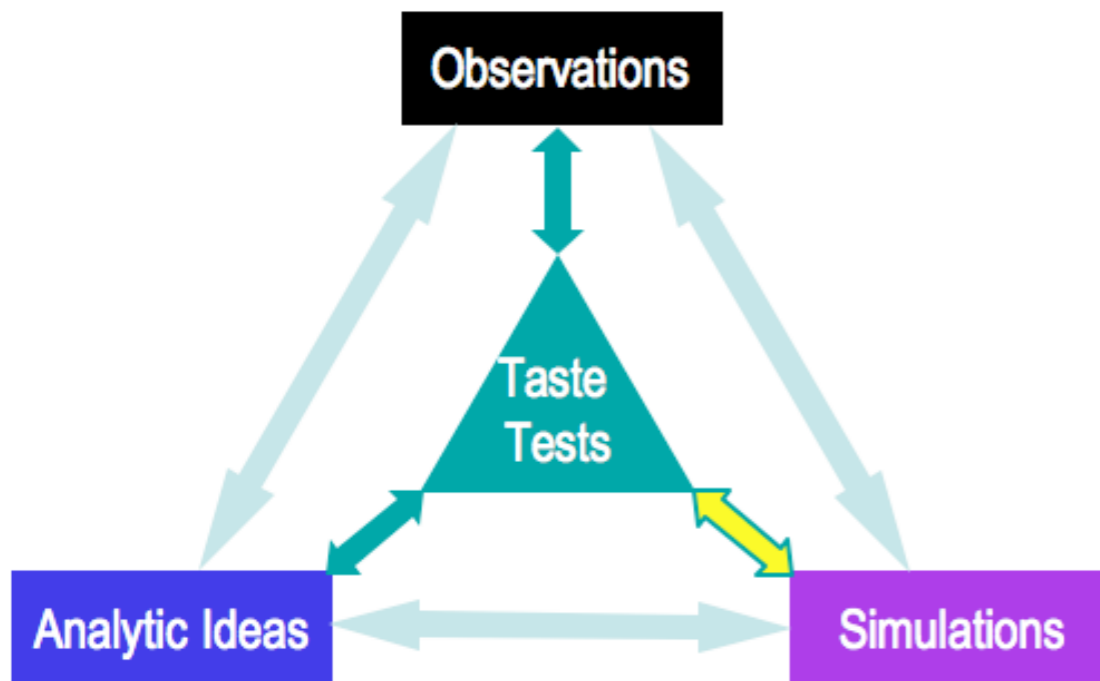 Observations
Taste
Tests
Analytic Ideas
Simulations